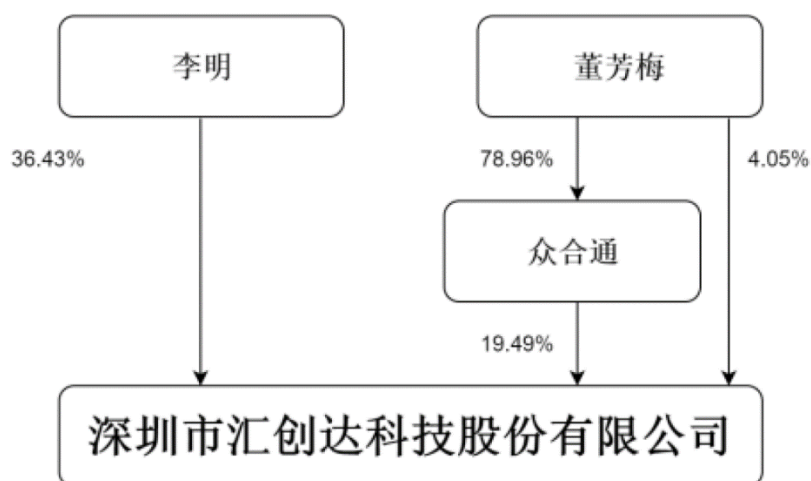 李明
董芳梅
36.43%
78.96%
4.05%
众合通
19.49%
深圳市汇创达科技股份有限公司